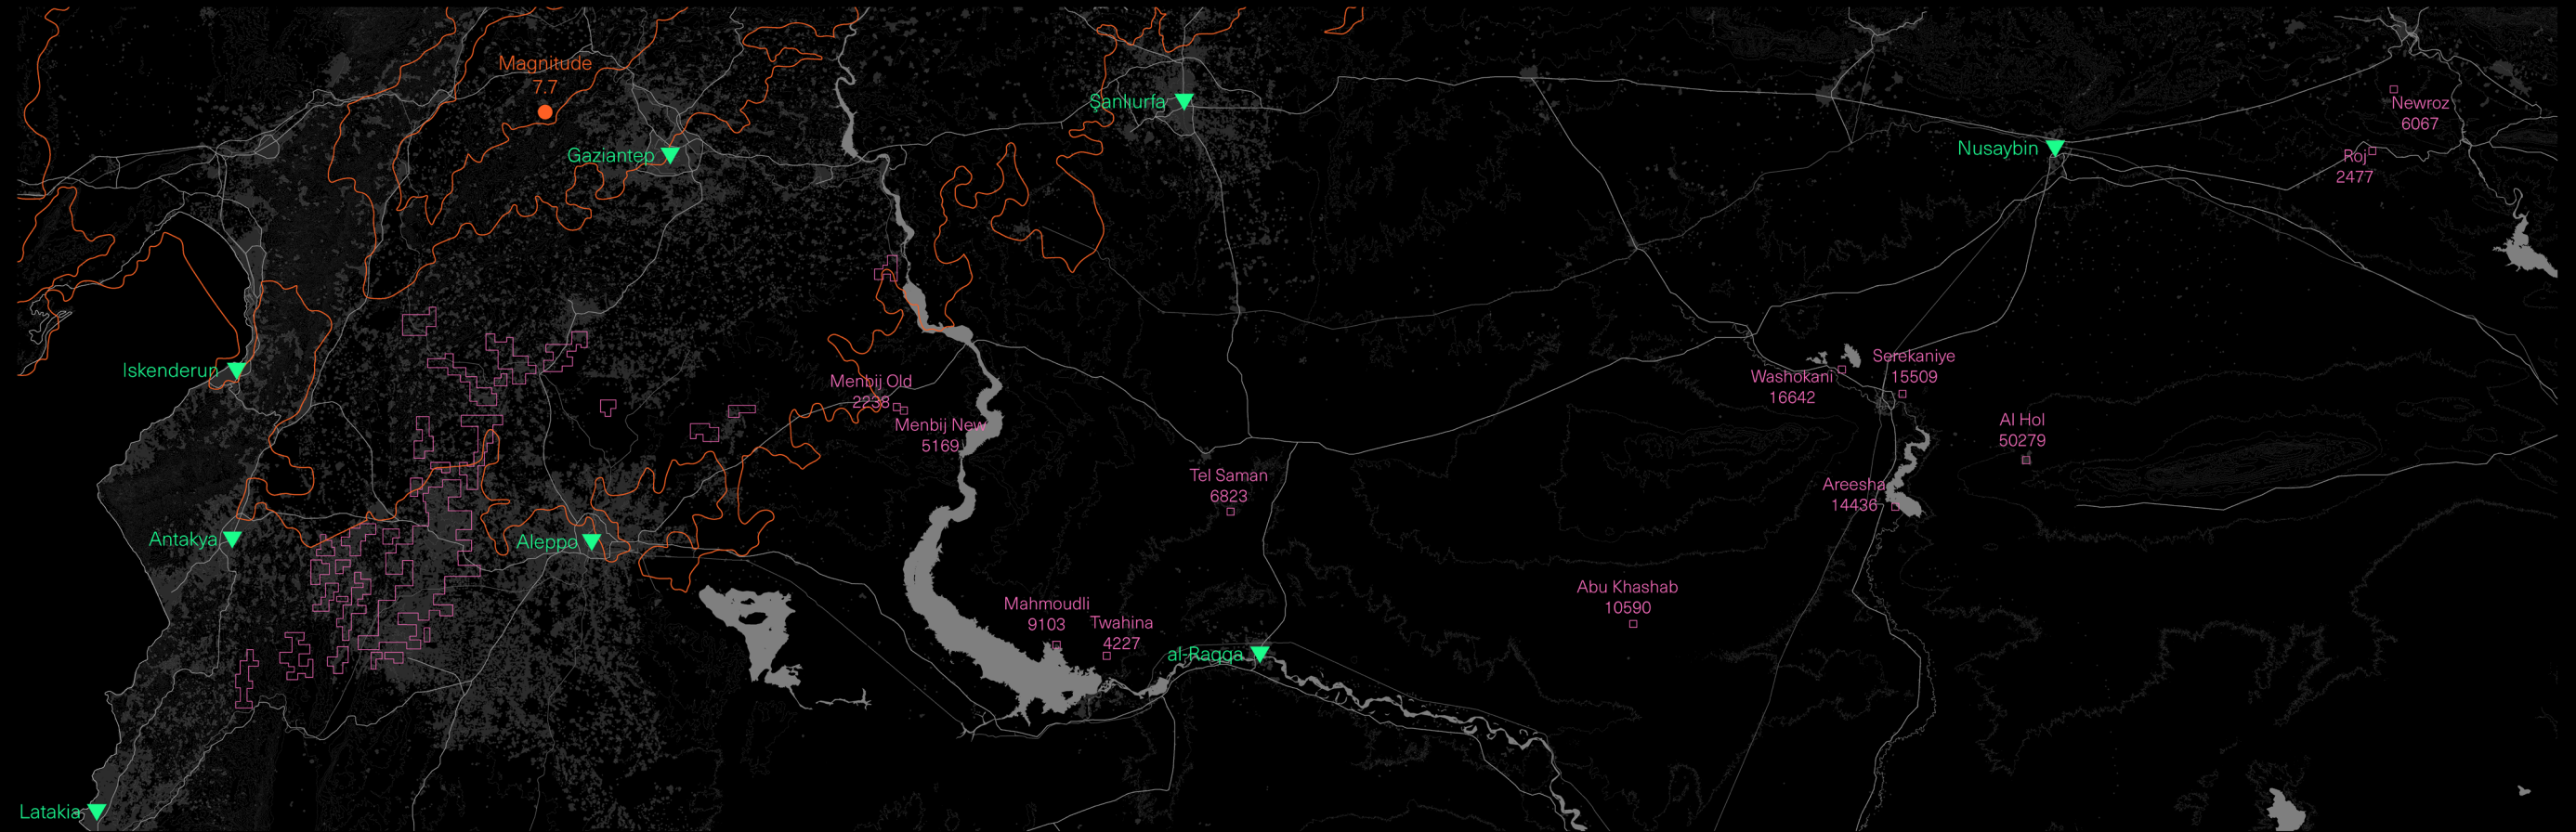 Magnitude
7.7
Şanlıurfa
Newroz
6067
Gaziantep
Nusaybin
Roj
2477
Iskenderun
Menbij Old
2238
Menbij New
5169
Washokani
16642
Serekaniye
15509
Al Hol
50279
Tel Saman
6823
Areesha
14436
Antakya
Aleppo
Abu Khashab
10590
Mahmoudli
9103
Twahina
4227
al-Raqqa
Latakia